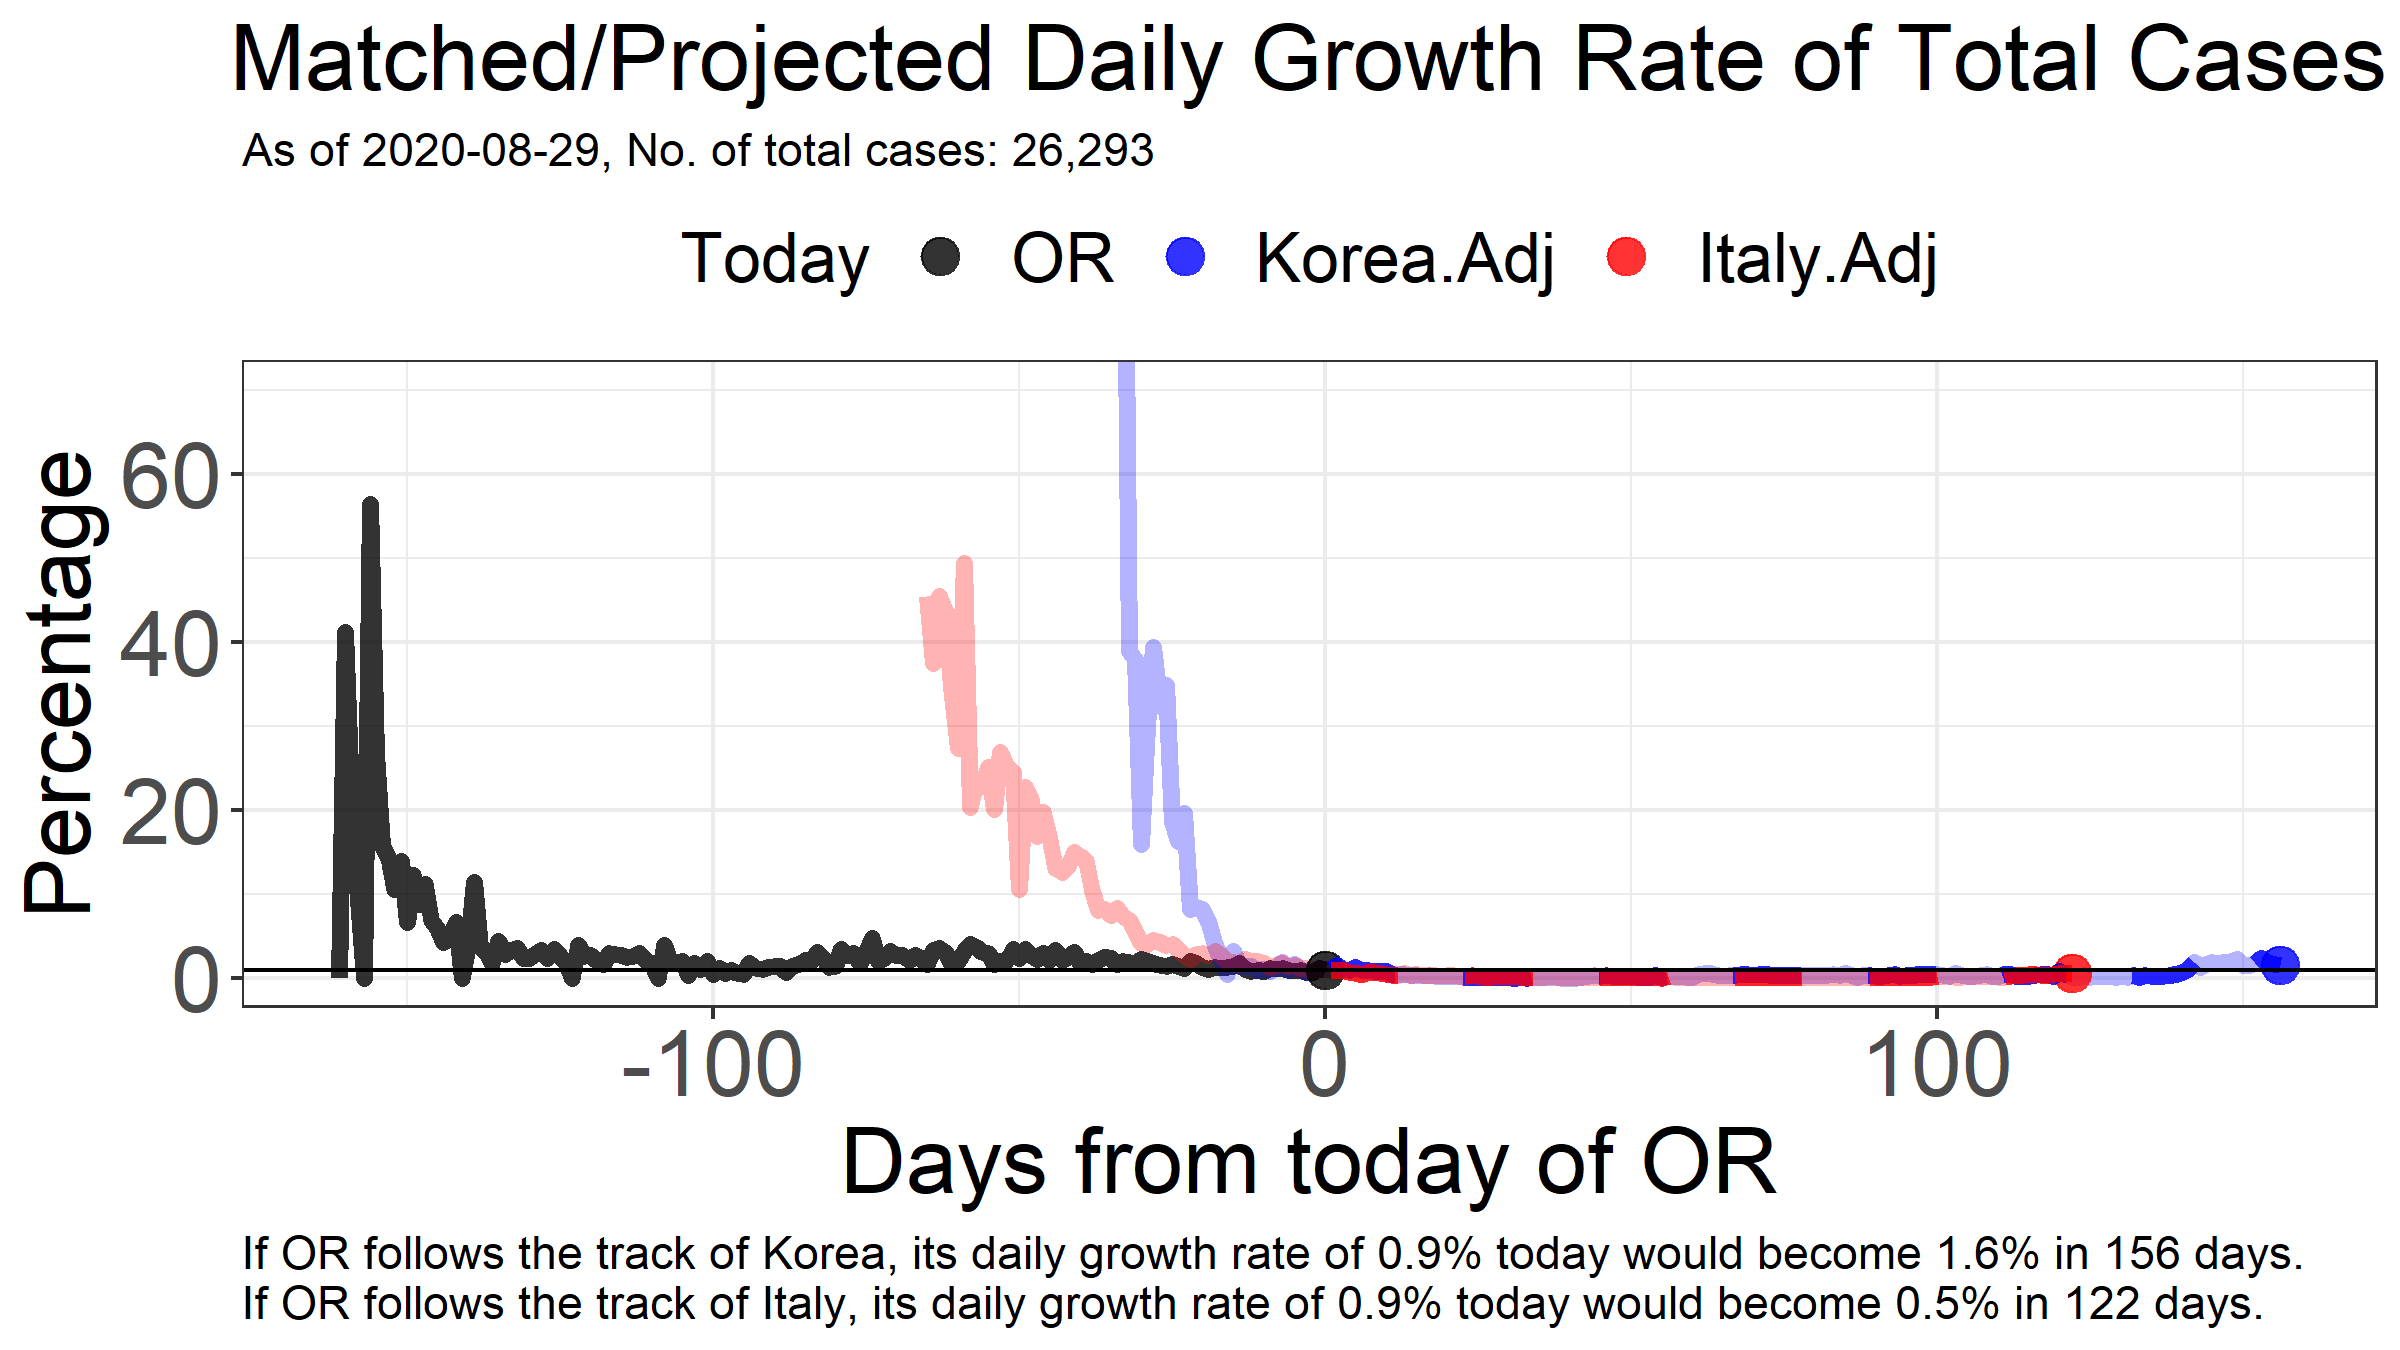 Matched/Projected Daily Growth Rate of Total Cases
As of 2020-08-29, No. of total cases: 26,293
Today OR Korea.Adj Italy.Adj
Percentage
60
40
20
0
-100 0 100
Days from today of OR
If OR follows the track of Korea, its daily growth rate of 0.9% today would become 1.6% in 156 days.
If OR follows the track of Italy, its daily growth rate of 0.9% today would become 0.5% in 122 days.